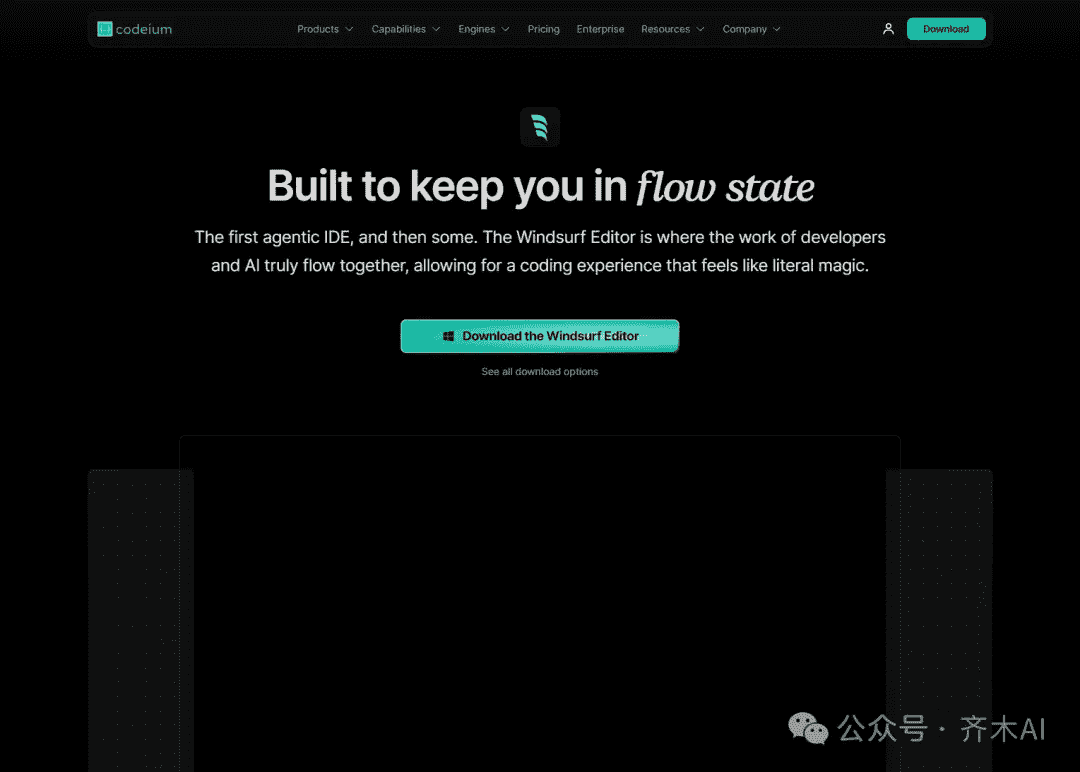 codeium
Products Capabilities Engines Pricing Enterprise Resources Company Download
Built to keep you in flow state
The first agentic IDE, and then some. The Windsurf Editor is where the work of developers
and AI truly flow together, allowing for a coding experience that feels like literal magic.
Download the Windsurf Editor
See all download options
公众号 · 齐木AI